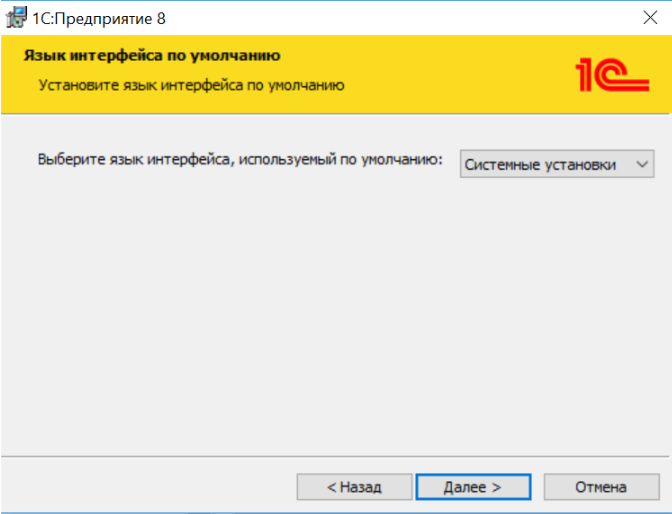 1С:Предприятие 8
Язык интерфейса по умолчанию
Установите язык интерфейса по умолчанию
1С
Выберите язык интерфейса, используемый по умолчанию:
Системные установки
< Назад
Далее >
Отмена